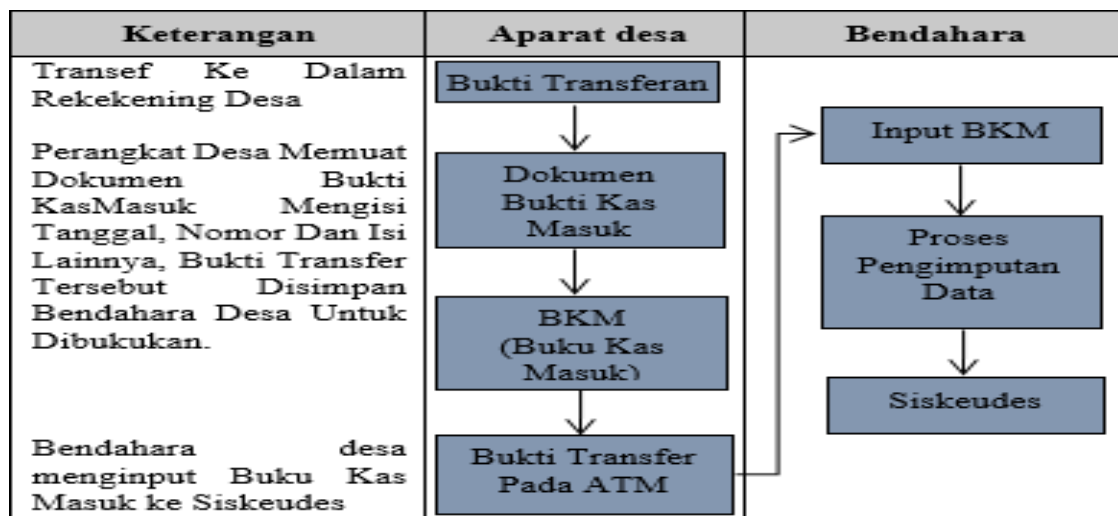 Keterangan
Aparat desa
Bendahara
Transef Ke Dalam
Rekekening Desa
Perangkat Desa Memuat
Dokumen Bukti
KasMasuk Mengisi
Tanggal, Nomor Dan Isi
Lainnya, Bukti Transfer
Tersebut Disimpan
Bendahara Desa Untuk
Dibukukan.
Bendahara desa
menginput Buku Kas
Masuk ke Siskeudes
Bukti Transferan
Dokumen
Bukti Kas
Masuk
BKM
(Buku Kas
Masuk)
Bukti Transfer
Pada ATM
Input BKM
Proses
Pengimputan
Data
Siskeudes